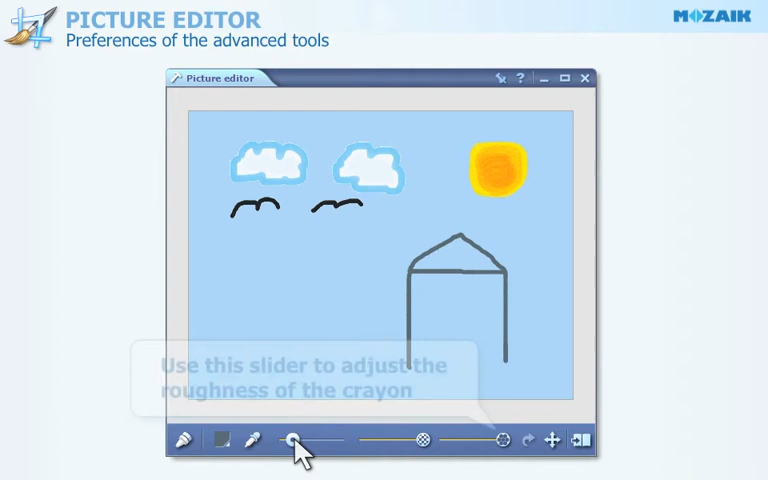 PICTURE EDITOR
Preferences of the advanced tools
MOZAIK
Picture editor
Use this slider to adjust the
roughness of the crayon